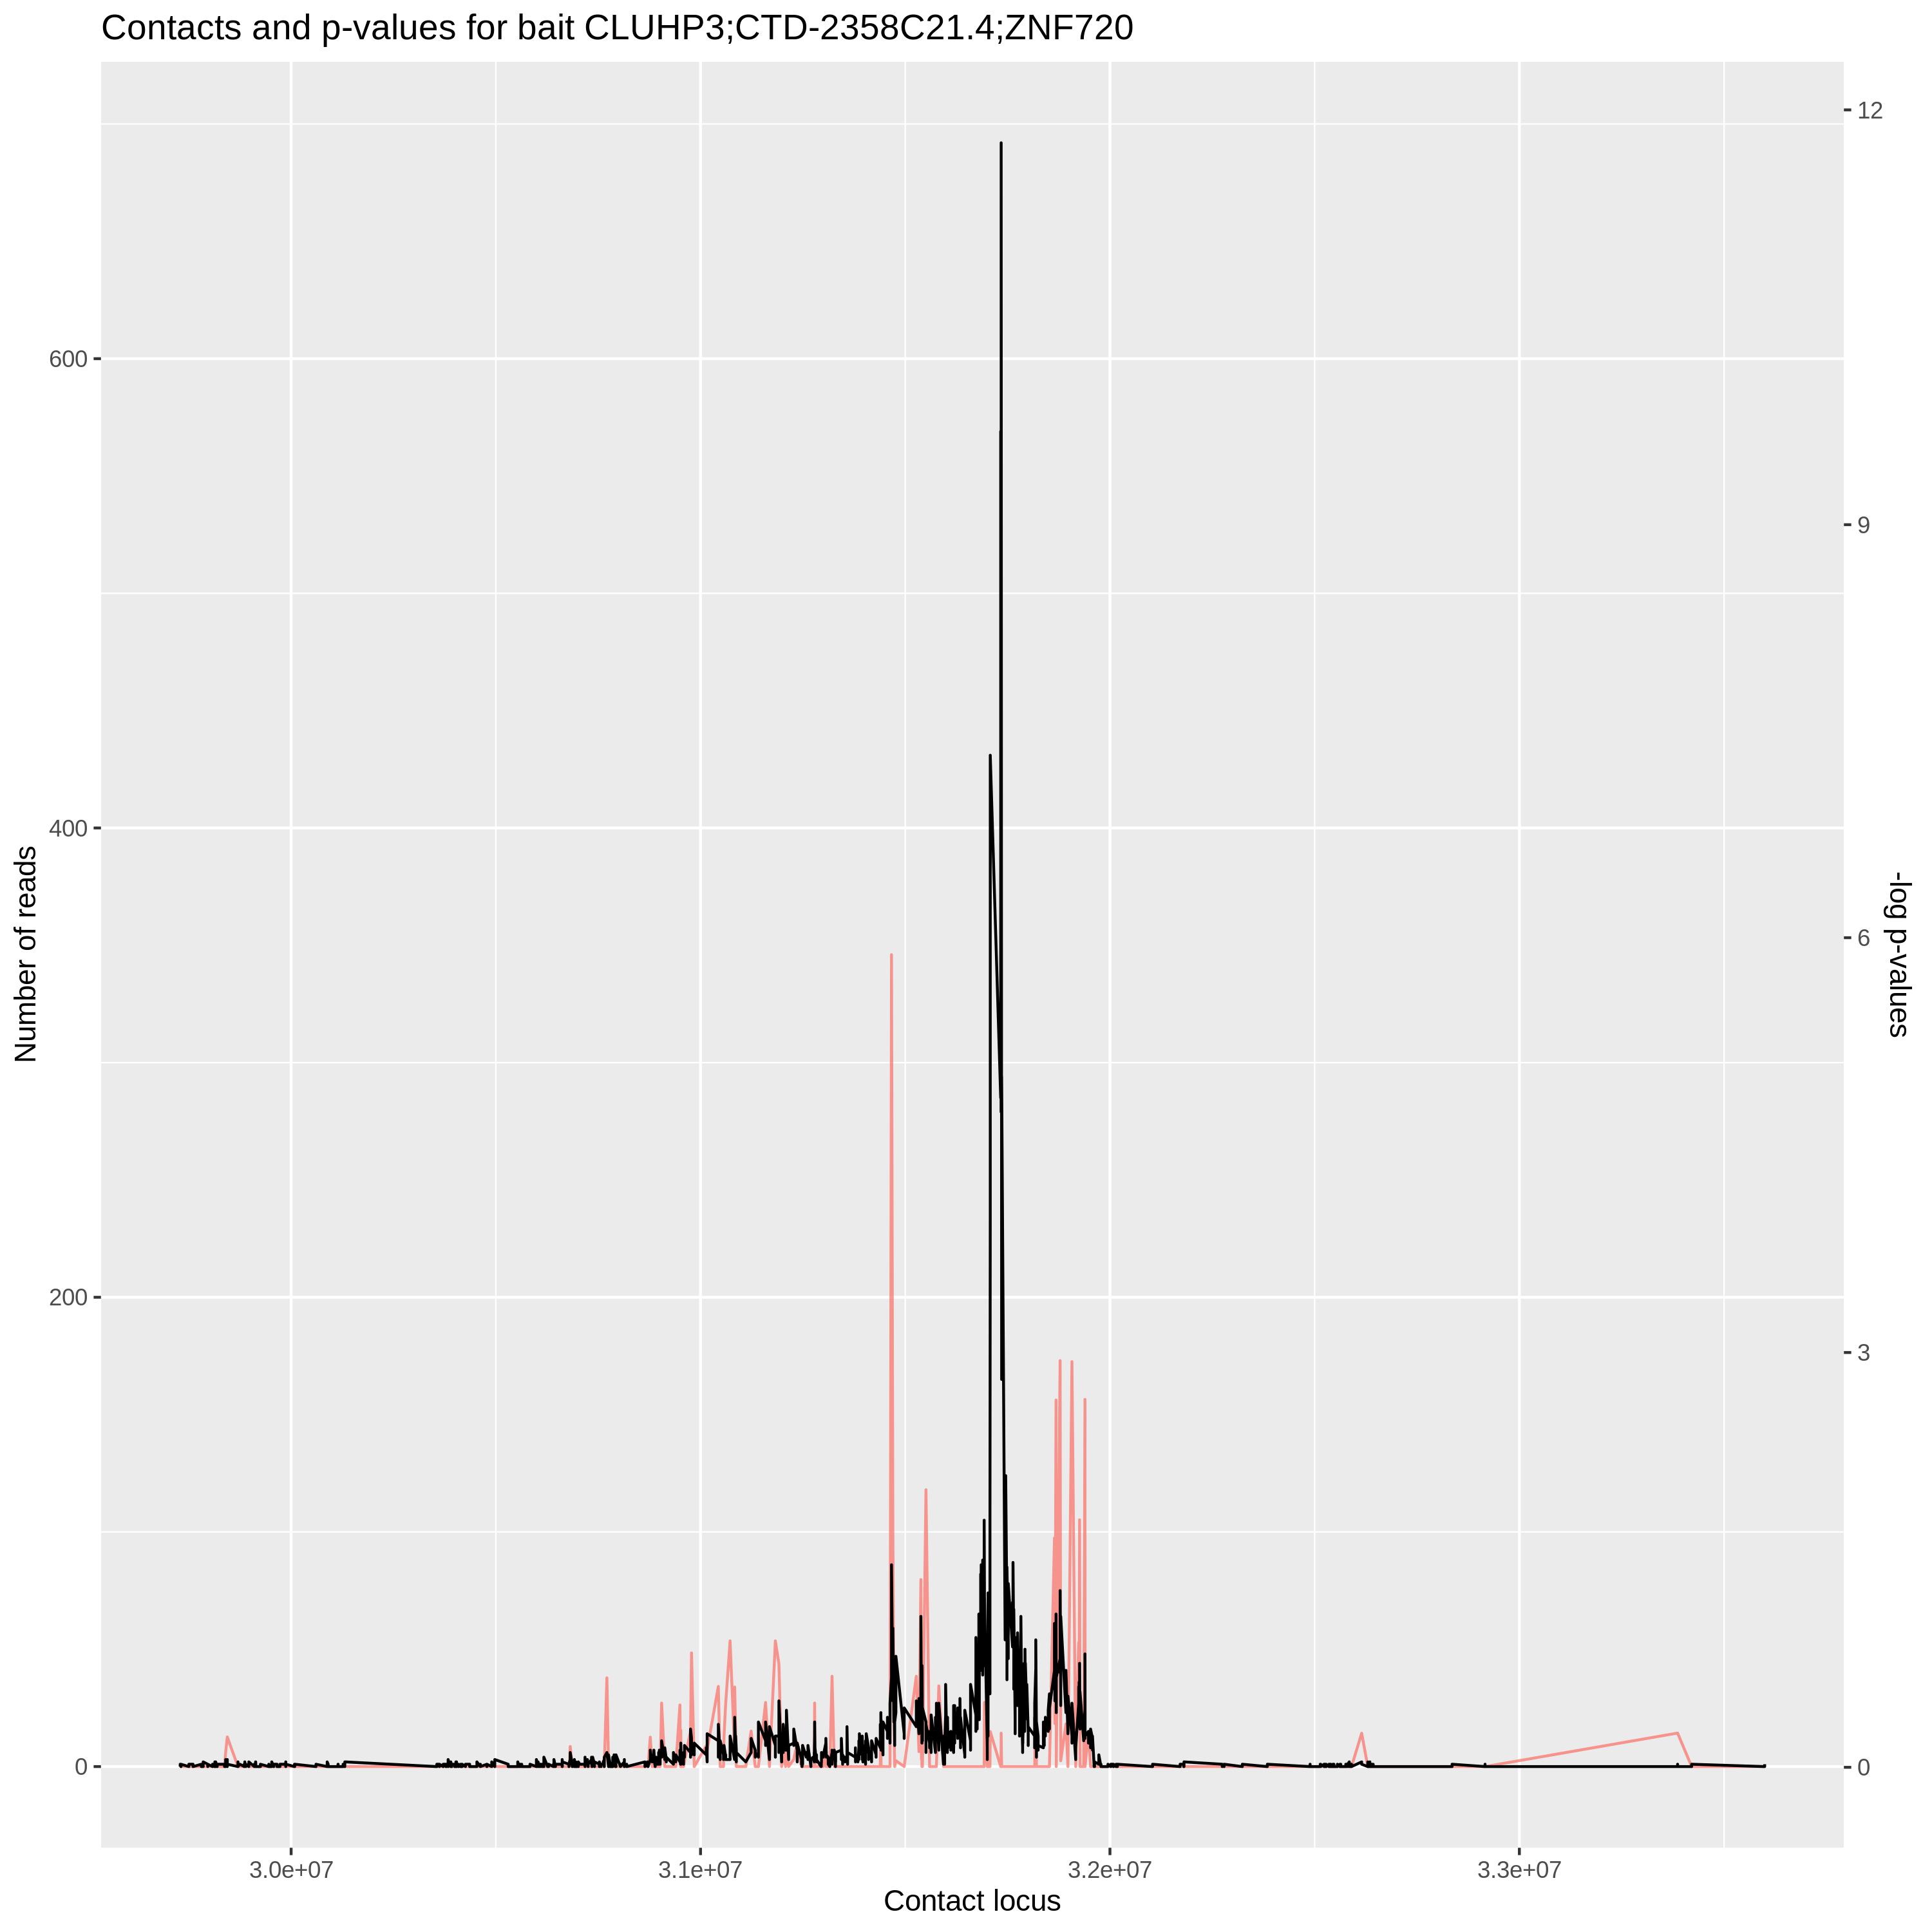 Contacts and p-values for bait CLUHP3;CTD-2358C21.4;ZNF720
12
600
9
400
Number of reads
6
-log p-values
200
3
0
0
3.0e+07
3.1e+07
3.2e+07
3.3e+07
Contact locus